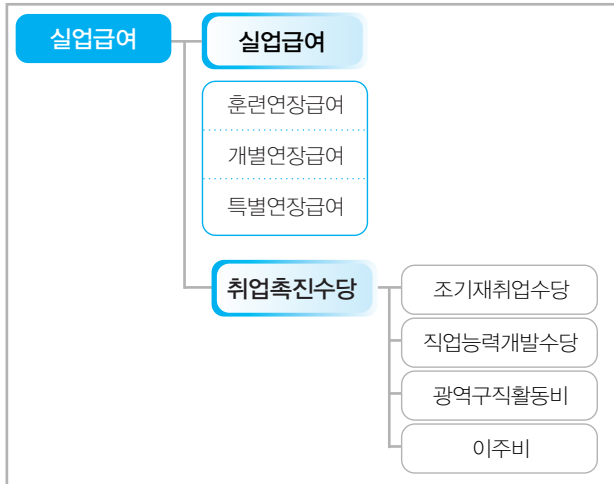 실업급여
실업급여
훈련연장급여
개별연장급여
특별연장급여
취업촉진수당
조기재취업수당
직업능력개발수당
광역구직활동비
이주비